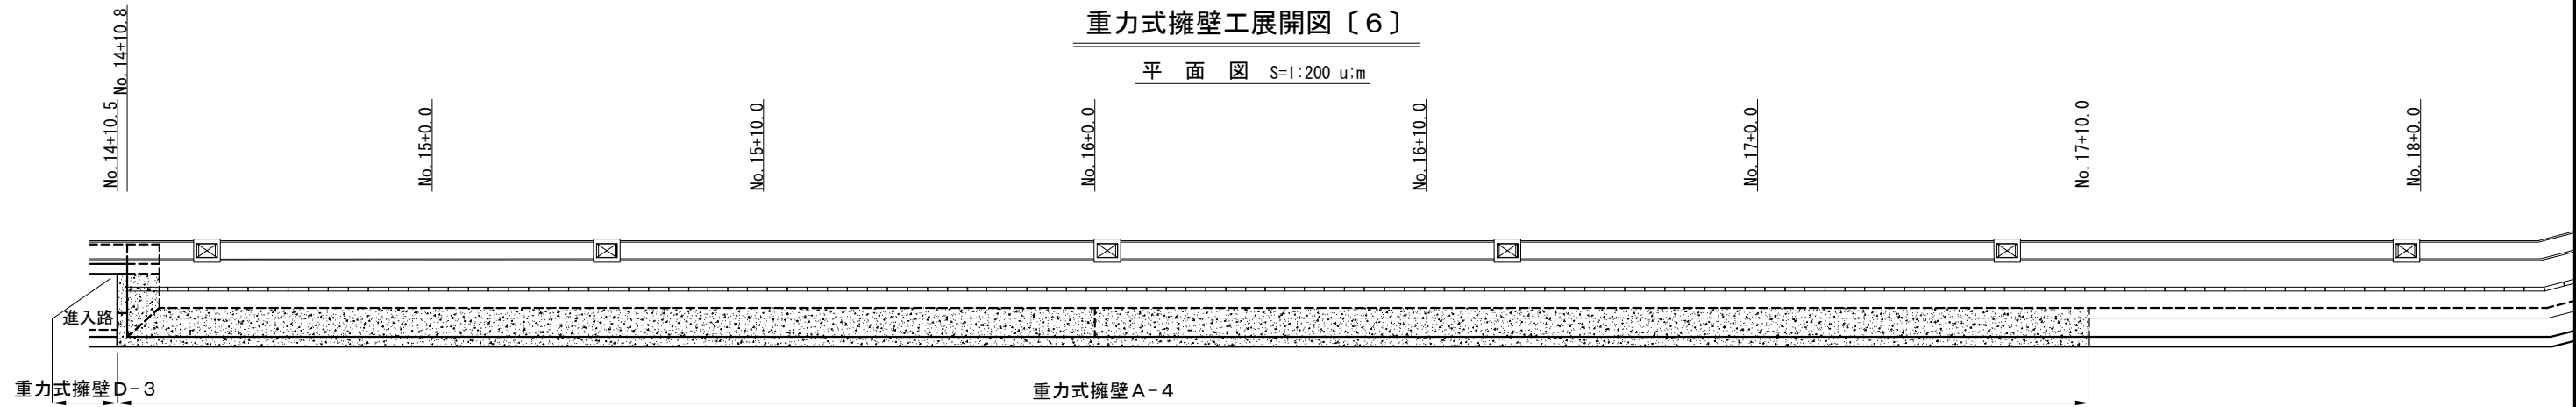 重力式擁壁工展開図〔６〕
平　面　図 S=1:200 u:m
No.14+10.5
No.14+10.8
No.15+0.0
No.15+10.0
No.16+0.0
No.16+10.0
No.17+0.0
No.17+10.0
No.18+0.0
進入路
重力式擁壁D-3
重力式擁壁A-4